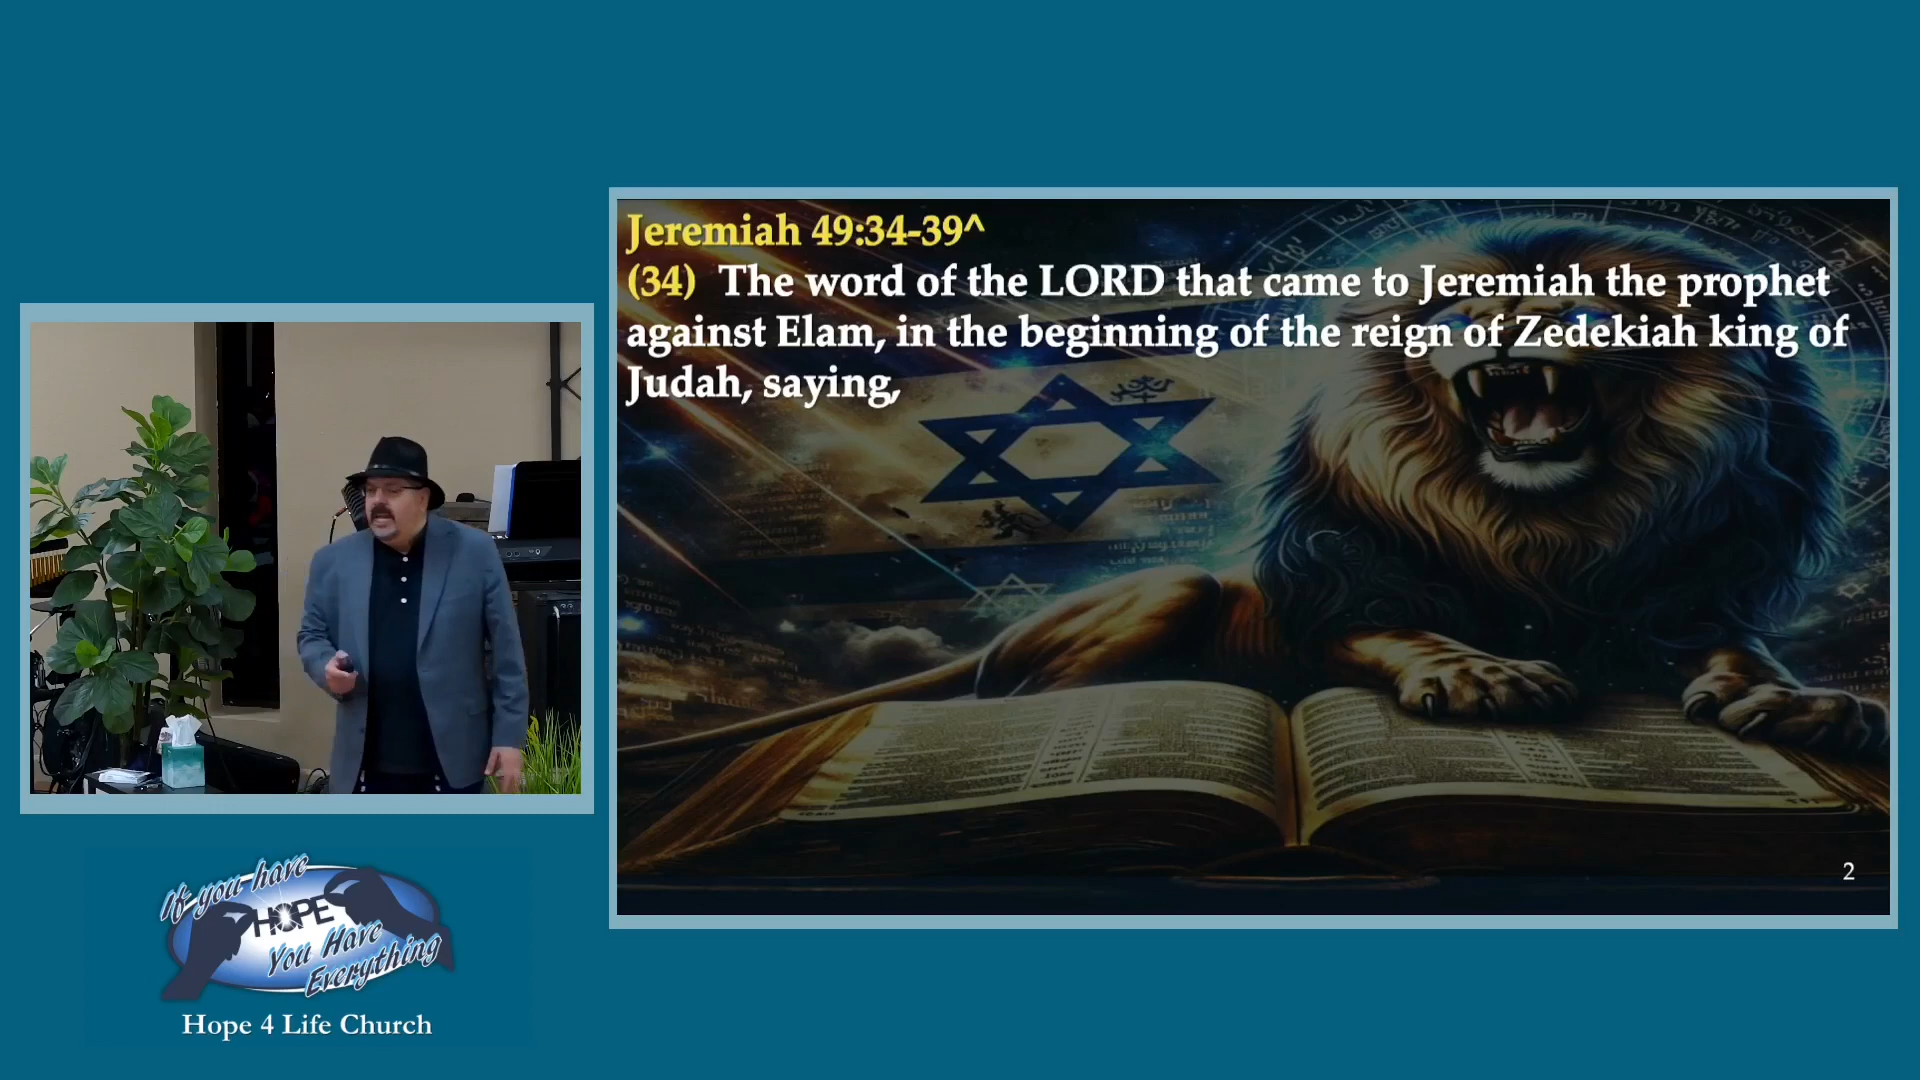 Jeremiah 49:34-39^
(34) The word of the LORD that came to Jeremiah the prophet
against Elam, in the beginning of the reign of Zedekiah king of
Judah, saying,
2
If you have
HOPE
You Have
Everything
Hope 4 Life Church